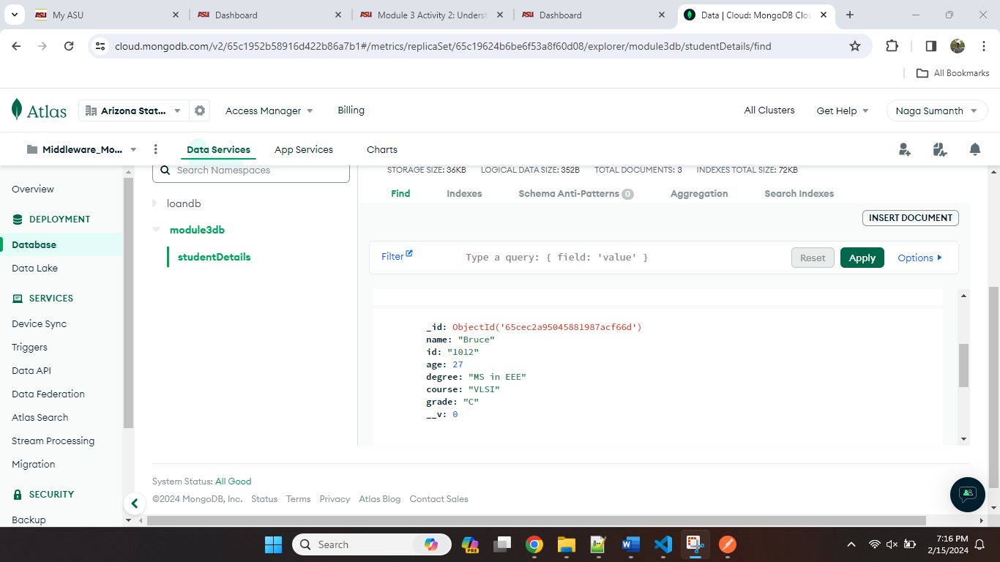 My ASU
Dashboard
Module 3 Activity 2: Underst
Dashboard
Data | Cloud: MongoDB Clou
cloud.mongodb.com/v2/65c1952b58916d422b86a7b1#/metrics/replicaSet/65c19624b6be6f53a8f60d08/explorer/module3db/studentDetails/find
All Bookmarks
Atlas
Arizona Stat...
Access Manager
Billing
All Clusters
Get Help
Naga Sumanth
Middleware_Mo...
Data Services
App Services
Charts
Search Namespaces
STORAGE SIZE: 36KB
LOGICAL DATA SIZE: 352B
TOTAL DOCUMENTS: 3
INDEXES TOTAL SIZE: 72KB
Overview
DEPLOYMENT
Database
Data Lake
SERVICES
Device Sync
Triggers
Data API
Data Federation
Atlas Search
Stream Processing
Migration
SECURITY
Backup
loandb
module3db
studentDetails
Find
Indexes
Schema Anti-Patterns 0
Aggregation
Search Indexes
INSERT DOCUMENT
Filter
Type a query: { field: 'value' }
Reset
Apply
Options
_id: ObjectId('65cec2a95045881987acf66d')
name: "Bruce"
id: "1012"
age: 27
degree: "MS in EEE"
course: "VLSI"
grade: "C"
__v: 0
System Status: All Good
©2024 MongoDB, Inc.
Status
Terms
Privacy
Atlas Blog
Contact Sales
Search
PRE
7:16 PM
2/15/2024